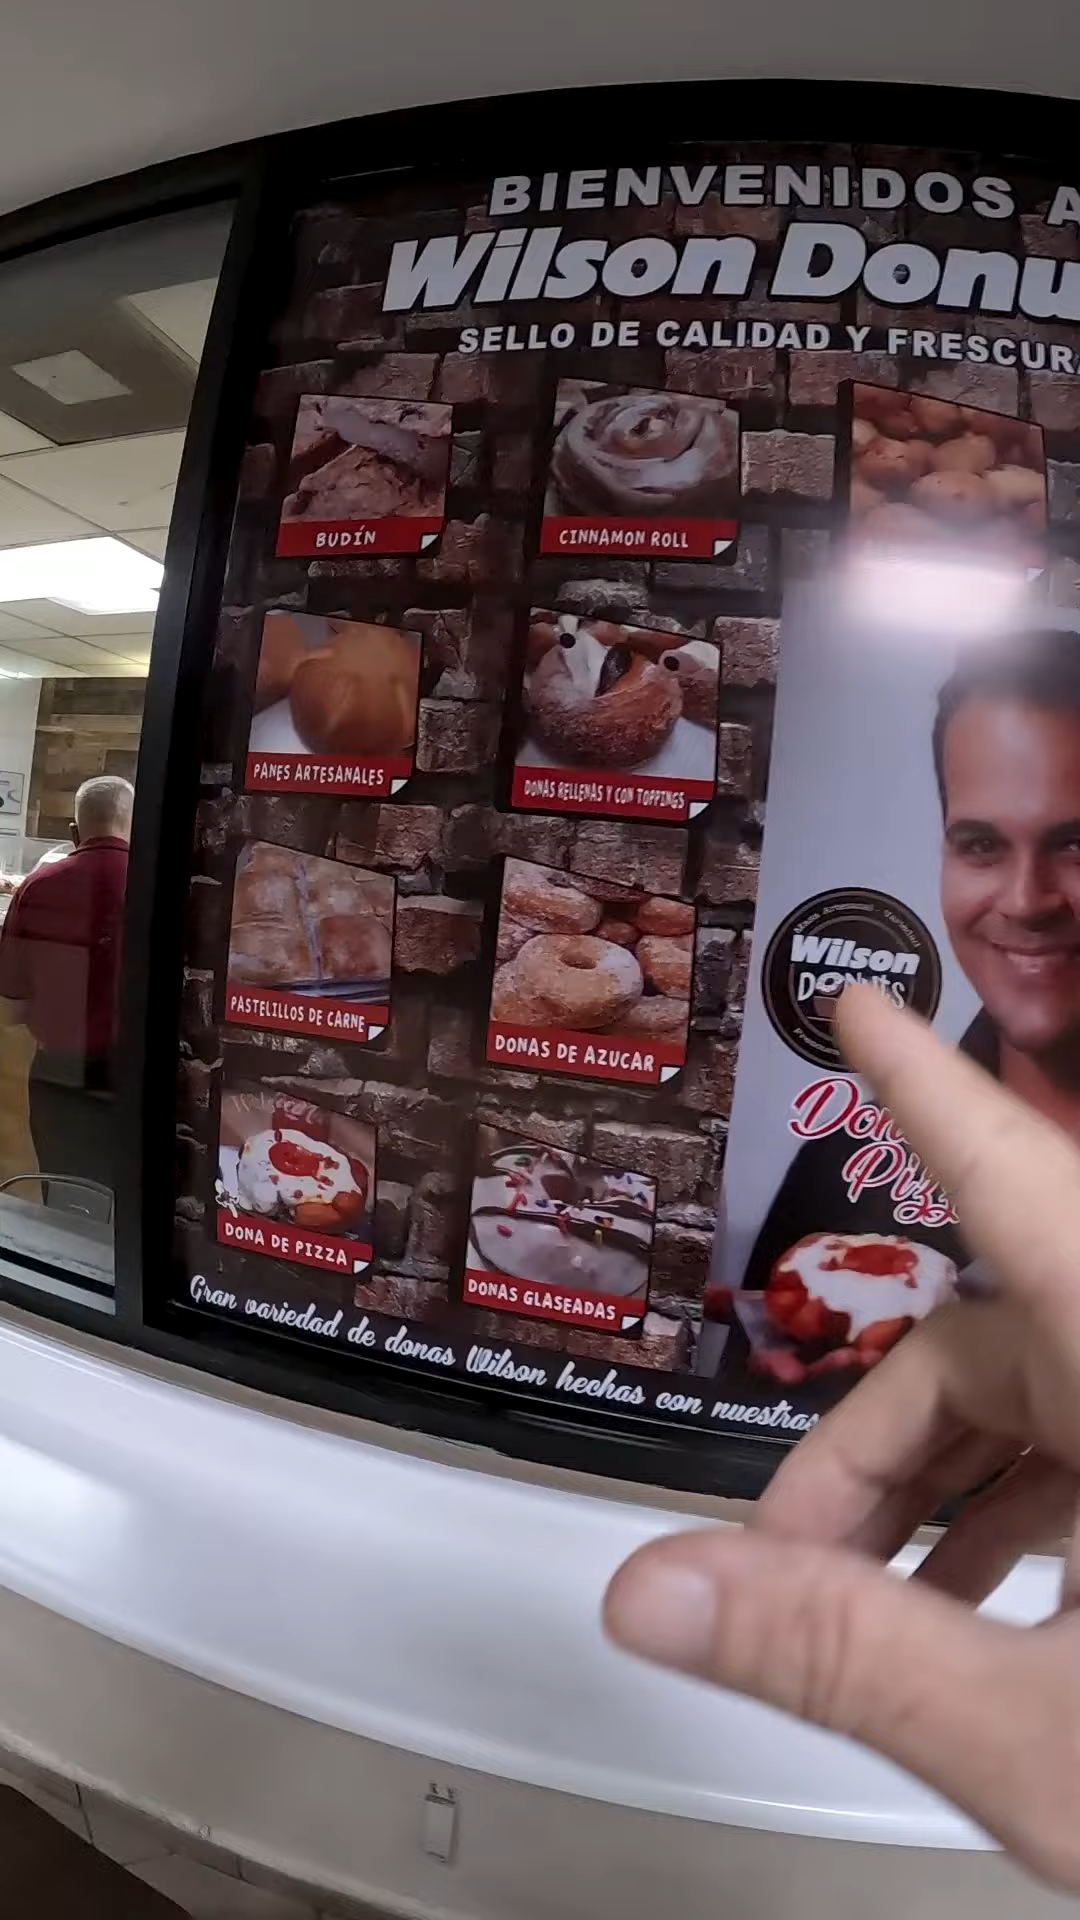 BIENVENIDOS A
Wilson Donu
SELLO DE CALIDAD Y FRESCURA
BUDÍN
CINNAMON ROLL
PANES ARTESANALES
DONAS RELLENAS Y CON TOPPINGS
PASTELILLOS DE CARNE
DONAS DE AZUCAR
Wilson
DONUTS
DONA DE PIZZA
DONAS GLASEADAS
Gran variedad de donas Wilson hechas con nuestras